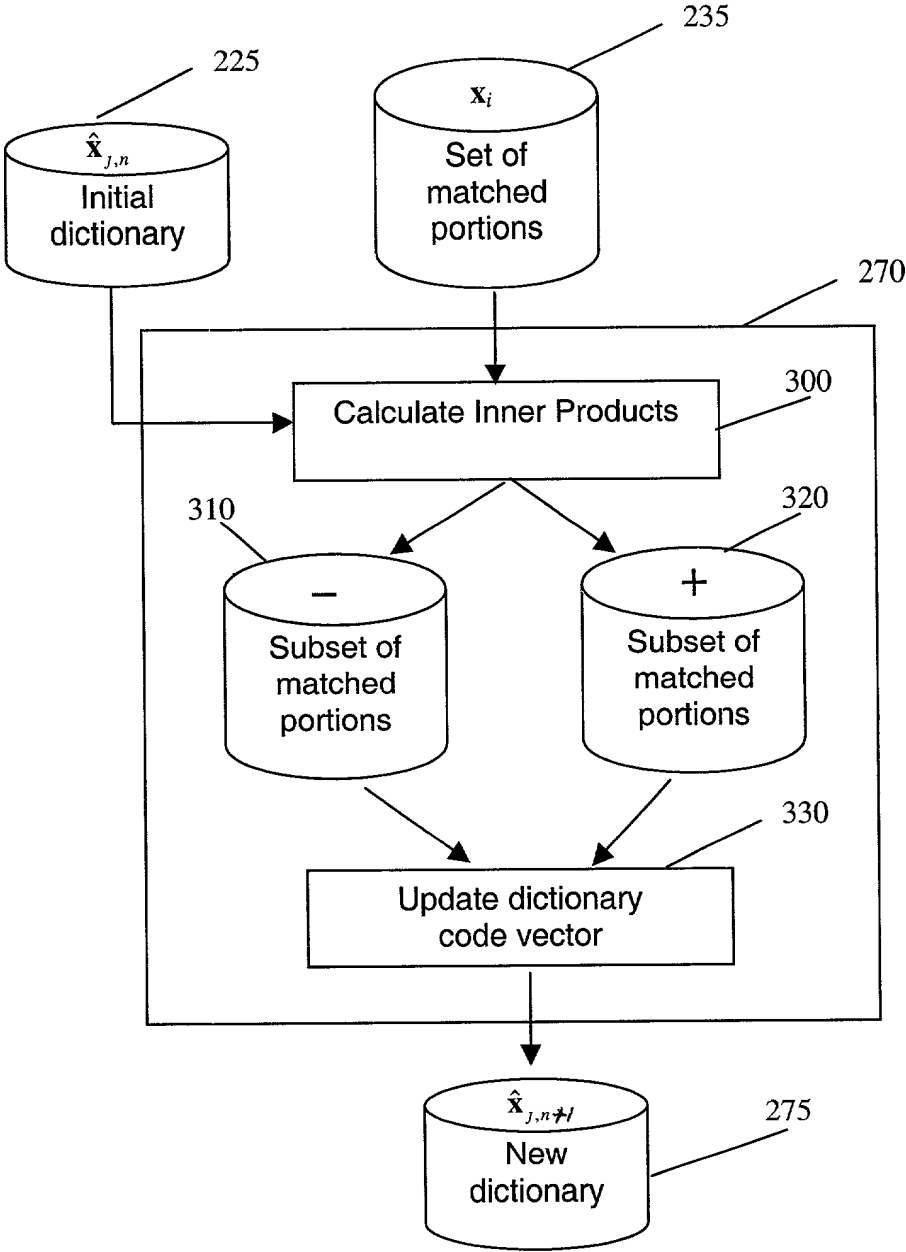 235
225
x_i
x̂_{j,n}
Set of
matched
portions
Initial
dictionary
270
300
Calculate Inner Products
310
320
−
+
Subset of
matched
portions
Subset of
matched
portions
330
Update dictionary
code vector
x̂_{j,n+1}
275
New
dictionary